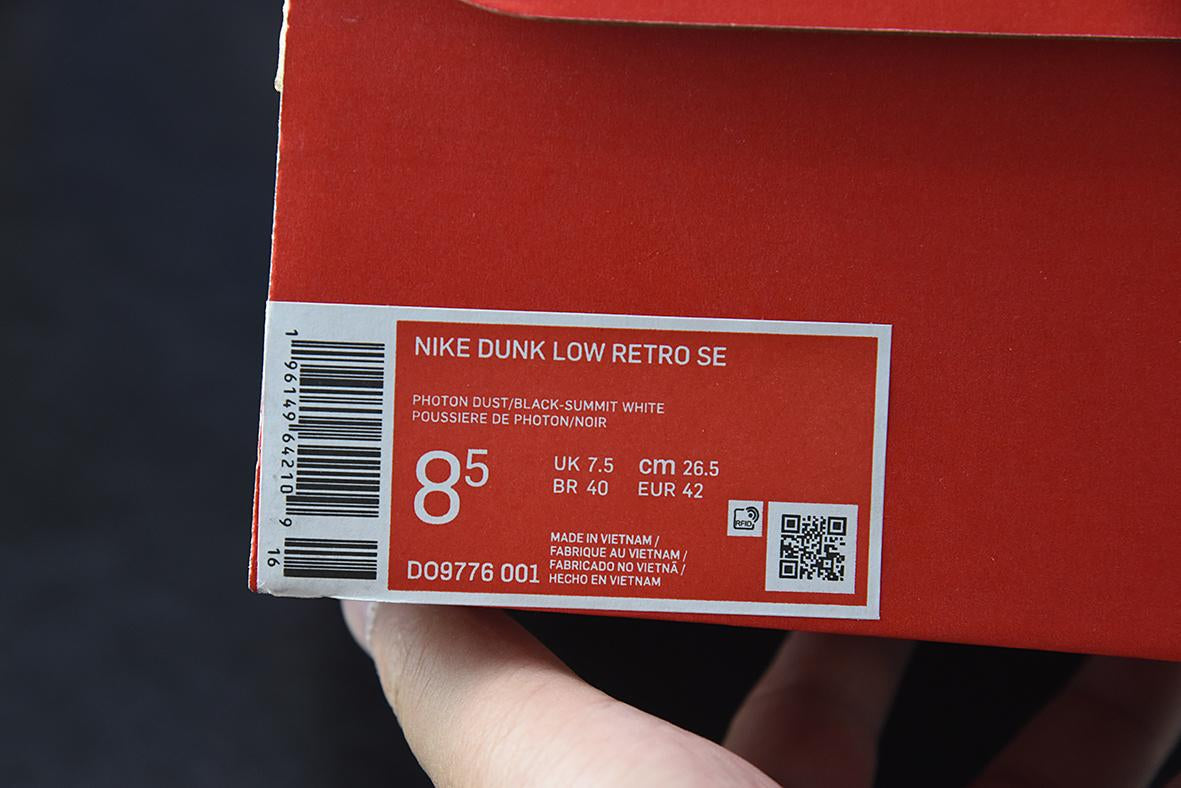 NIKE DUNK LOW RETRO SE
PHOTON DUST/BLACK-SUMMIT WHITE
POUSSIERE DE PHOTON/NOIR
85
UK 7.5 cm 26.5
BR 40 EUR 42
MADE IN VIETNAM /
FABRIQUE AU VIETNAM /
FABRICADO NO VIETNÃ /
HECHO EN VIETNAM
DO9776 001
RFID
1 96149 64210 9
16